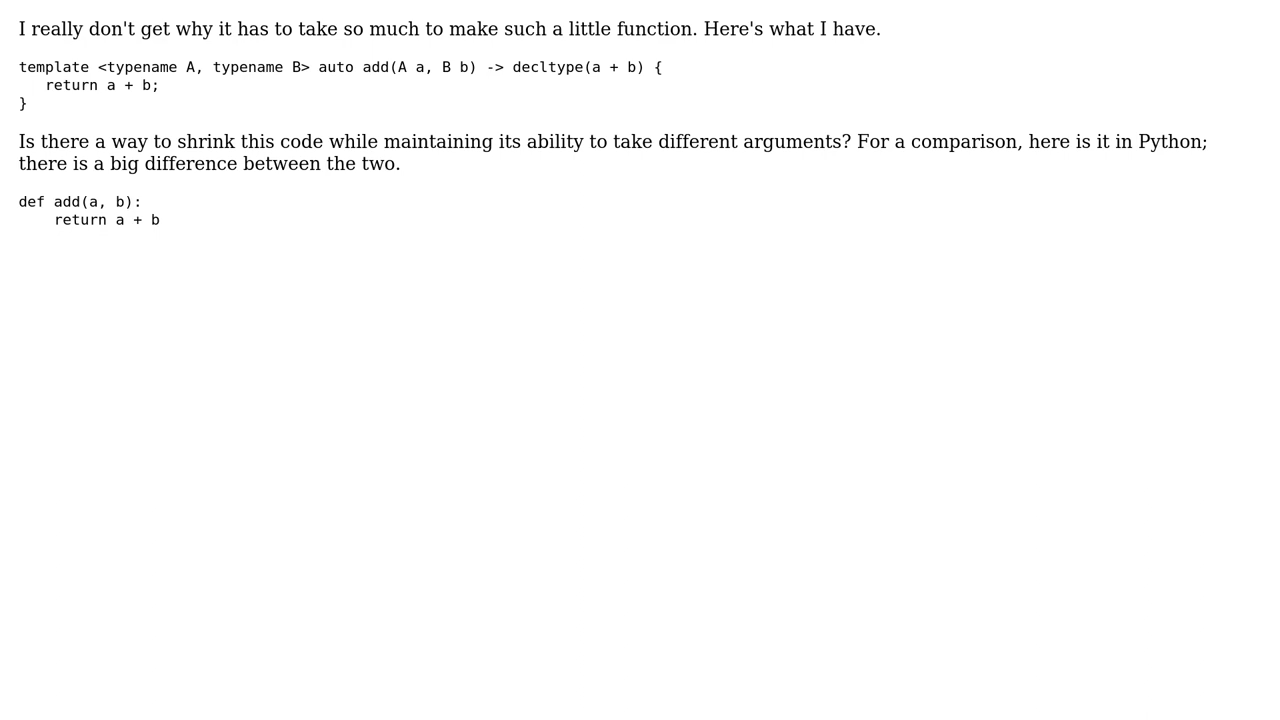 I really don't get why it has to take so much to make such a little function. Here's what I have.
template <typename A, typename B> auto add(A a, B b) -> decltype(a + b) {
   return a + b;
}
Is there a way to shrink this code while maintaining its ability to take different arguments? For a comparison, here is it in Python;
there is a big difference between the two.
def add(a, b):
    return a + b